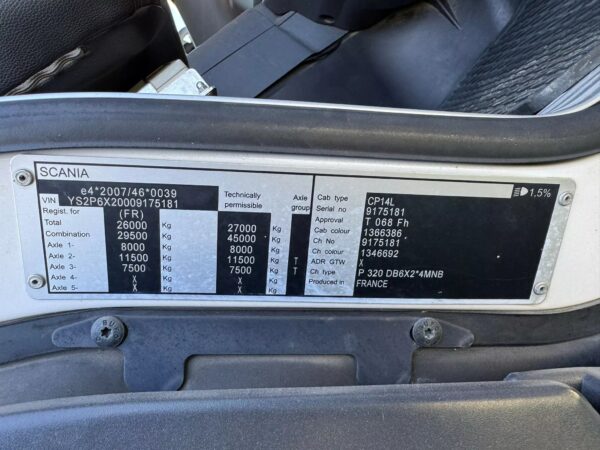 SCANIA
e4*2007/46*0039
VIN YS2P6X20009175181
Technically permissible Axle group
Regist. for (FR)
Total 26000 Kg 27000 Kg
Combination 29500 Kg 45000 Kg
Axle 1- 8000 Kg 8000 Kg
Axle 2- 11500 Kg 11500 Kg T
Axle 3- 7500 Kg 7500 Kg T
Axle 4- X Kg X Kg
Axle 5- X Kg X Kg
Cab type CP14L
Serial no 9175181
Approval T 068 Fh
Cab colour 1366386
Ch No 9175181
Ch colour 1346692
ADR GTW X
Ch type P 320 DB6X2*4MNB
Produced in FRANCE
1.5%